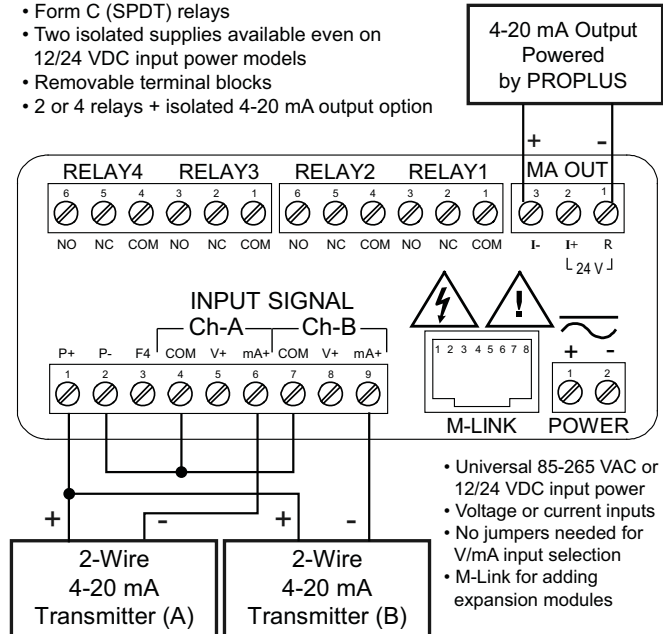 • Form C (SPDT) relays
• Two isolated supplies available even on
12/24 VDC input power models
• Removable terminal blocks
• 2 or 4 relays + isolated 4-20 mA output option
4-20 mA Output
Powered
by PROPLUS
+ -
RELAY4 RELAY3 RELAY2 RELAY1 MA OUT
6 5 4 3 2 1 6 5 4 3 2 1 3 2 1
NO NC COM NO NC COM NO NC COM NO NC COM I- I+ R
24 V
INPUT SIGNAL
Ch-A Ch-B
P+ P- F4 COM V+ mA+ COM V+ mA+
1 2 3 4 5 6 7 8 9
!
1 2 3 4 5 6 7 8
M-LINK
+ -
1 2
POWER
+ - + -
2-Wire
4-20 mA
Transmitter (A)
2-Wire
4-20 mA
Transmitter (B)
• Universal 85-265 VAC or
12/24 VDC input power
• Voltage or current inputs
• No jumpers needed for
V/mA input selection
• M-Link for adding
expansion modules